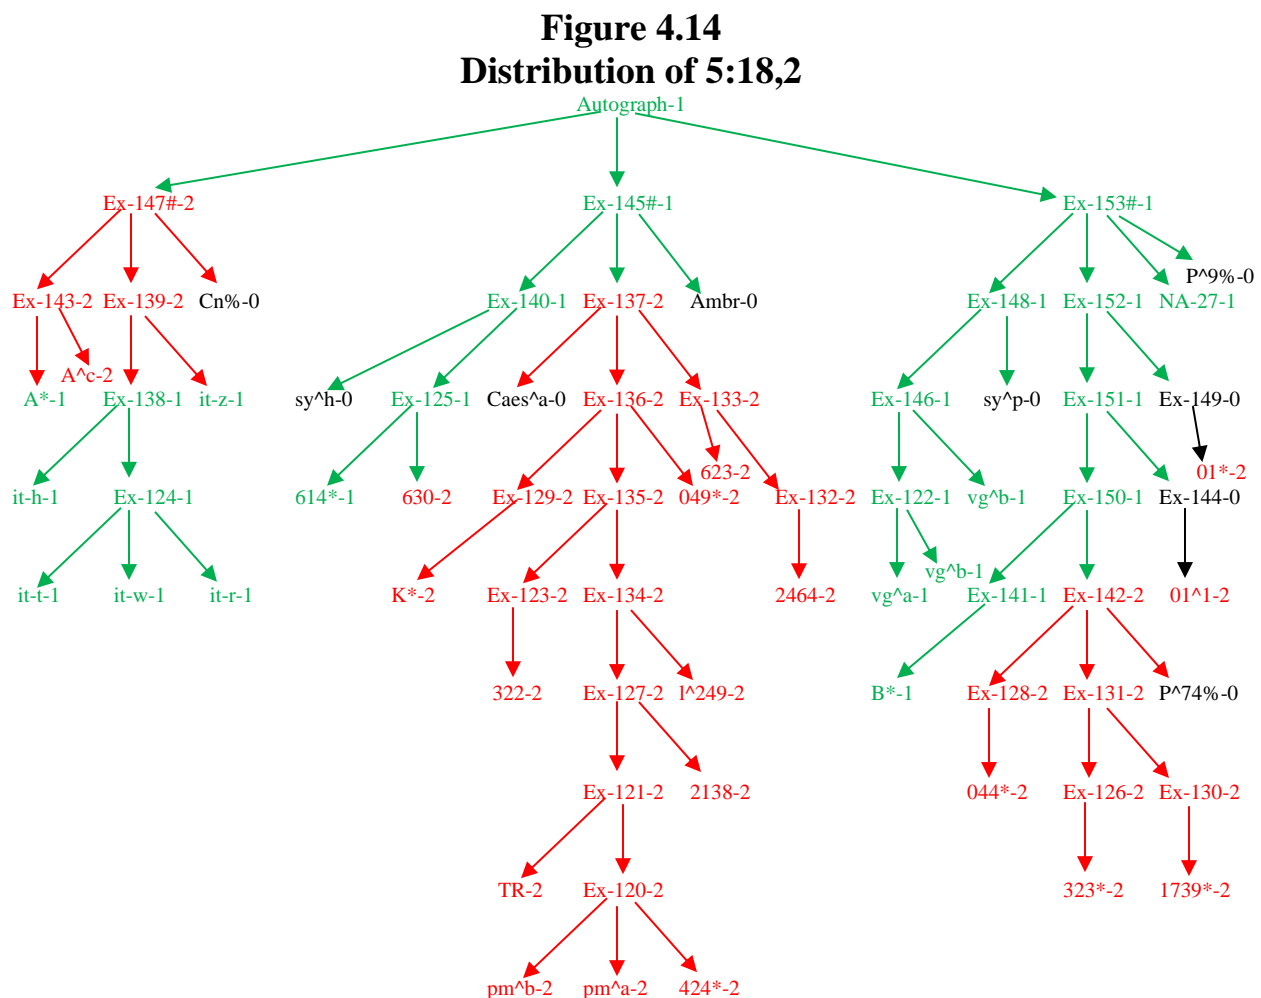 Figure 4.14
Distribution of 5:18,2
Autograph-1
Ex-147#-2 Ex-145#-1 Ex-153#-1
P^9%-0
Ex-143-2 Ex-139-2 Cn%-0 Ex-140-1 Ex-137-2 Ambr-0 Ex-148-1 Ex-152-1 NA-27-1
A^c-2
A*-1 Ex-138-1 it-z-1 sy^h-0 Ex-125-1 Caes^a-0 Ex-136-2 Ex-133-2 Ex-146-1 sy^p-0 Ex-151-1 Ex-149-0
623-2 01*-2
it-h-1 Ex-124-1 614*-1 630-2 Ex-129-2 Ex-135-2 049*-2 Ex-132-2 Ex-122-1 vg^b-1 Ex-150-1 Ex-144-0
vg^b-1
it-t-1 it-w-1 it-r-1 K*-2 Ex-123-2 Ex-134-2 2464-2 vg^a-1 Ex-141-1 Ex-142-2 01^1-2
322-2 Ex-127-2 l^249-2 B*-1 Ex-128-2 Ex-131-2 P^74%-0
Ex-121-2 2138-2 044*-2 Ex-126-2 Ex-130-2
TR-2 Ex-120-2 323*-2 1739*-2
pm^b-2 pm^a-2 424*-2